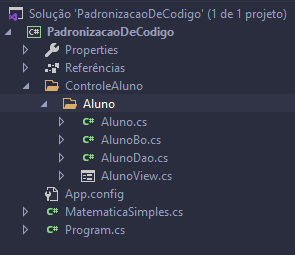 Solução 'PadronizacaoDeCodigo' (1 de 1 projeto)
C# PadronizacaoDeCodigo
Properties
Referências
ControleAluno
Aluno
C# Aluno.cs
C# AlunoBo.cs
C# AlunoDao.cs
AlunoView.cs
App.config
C# MatematicaSimples.cs
C# Program.cs